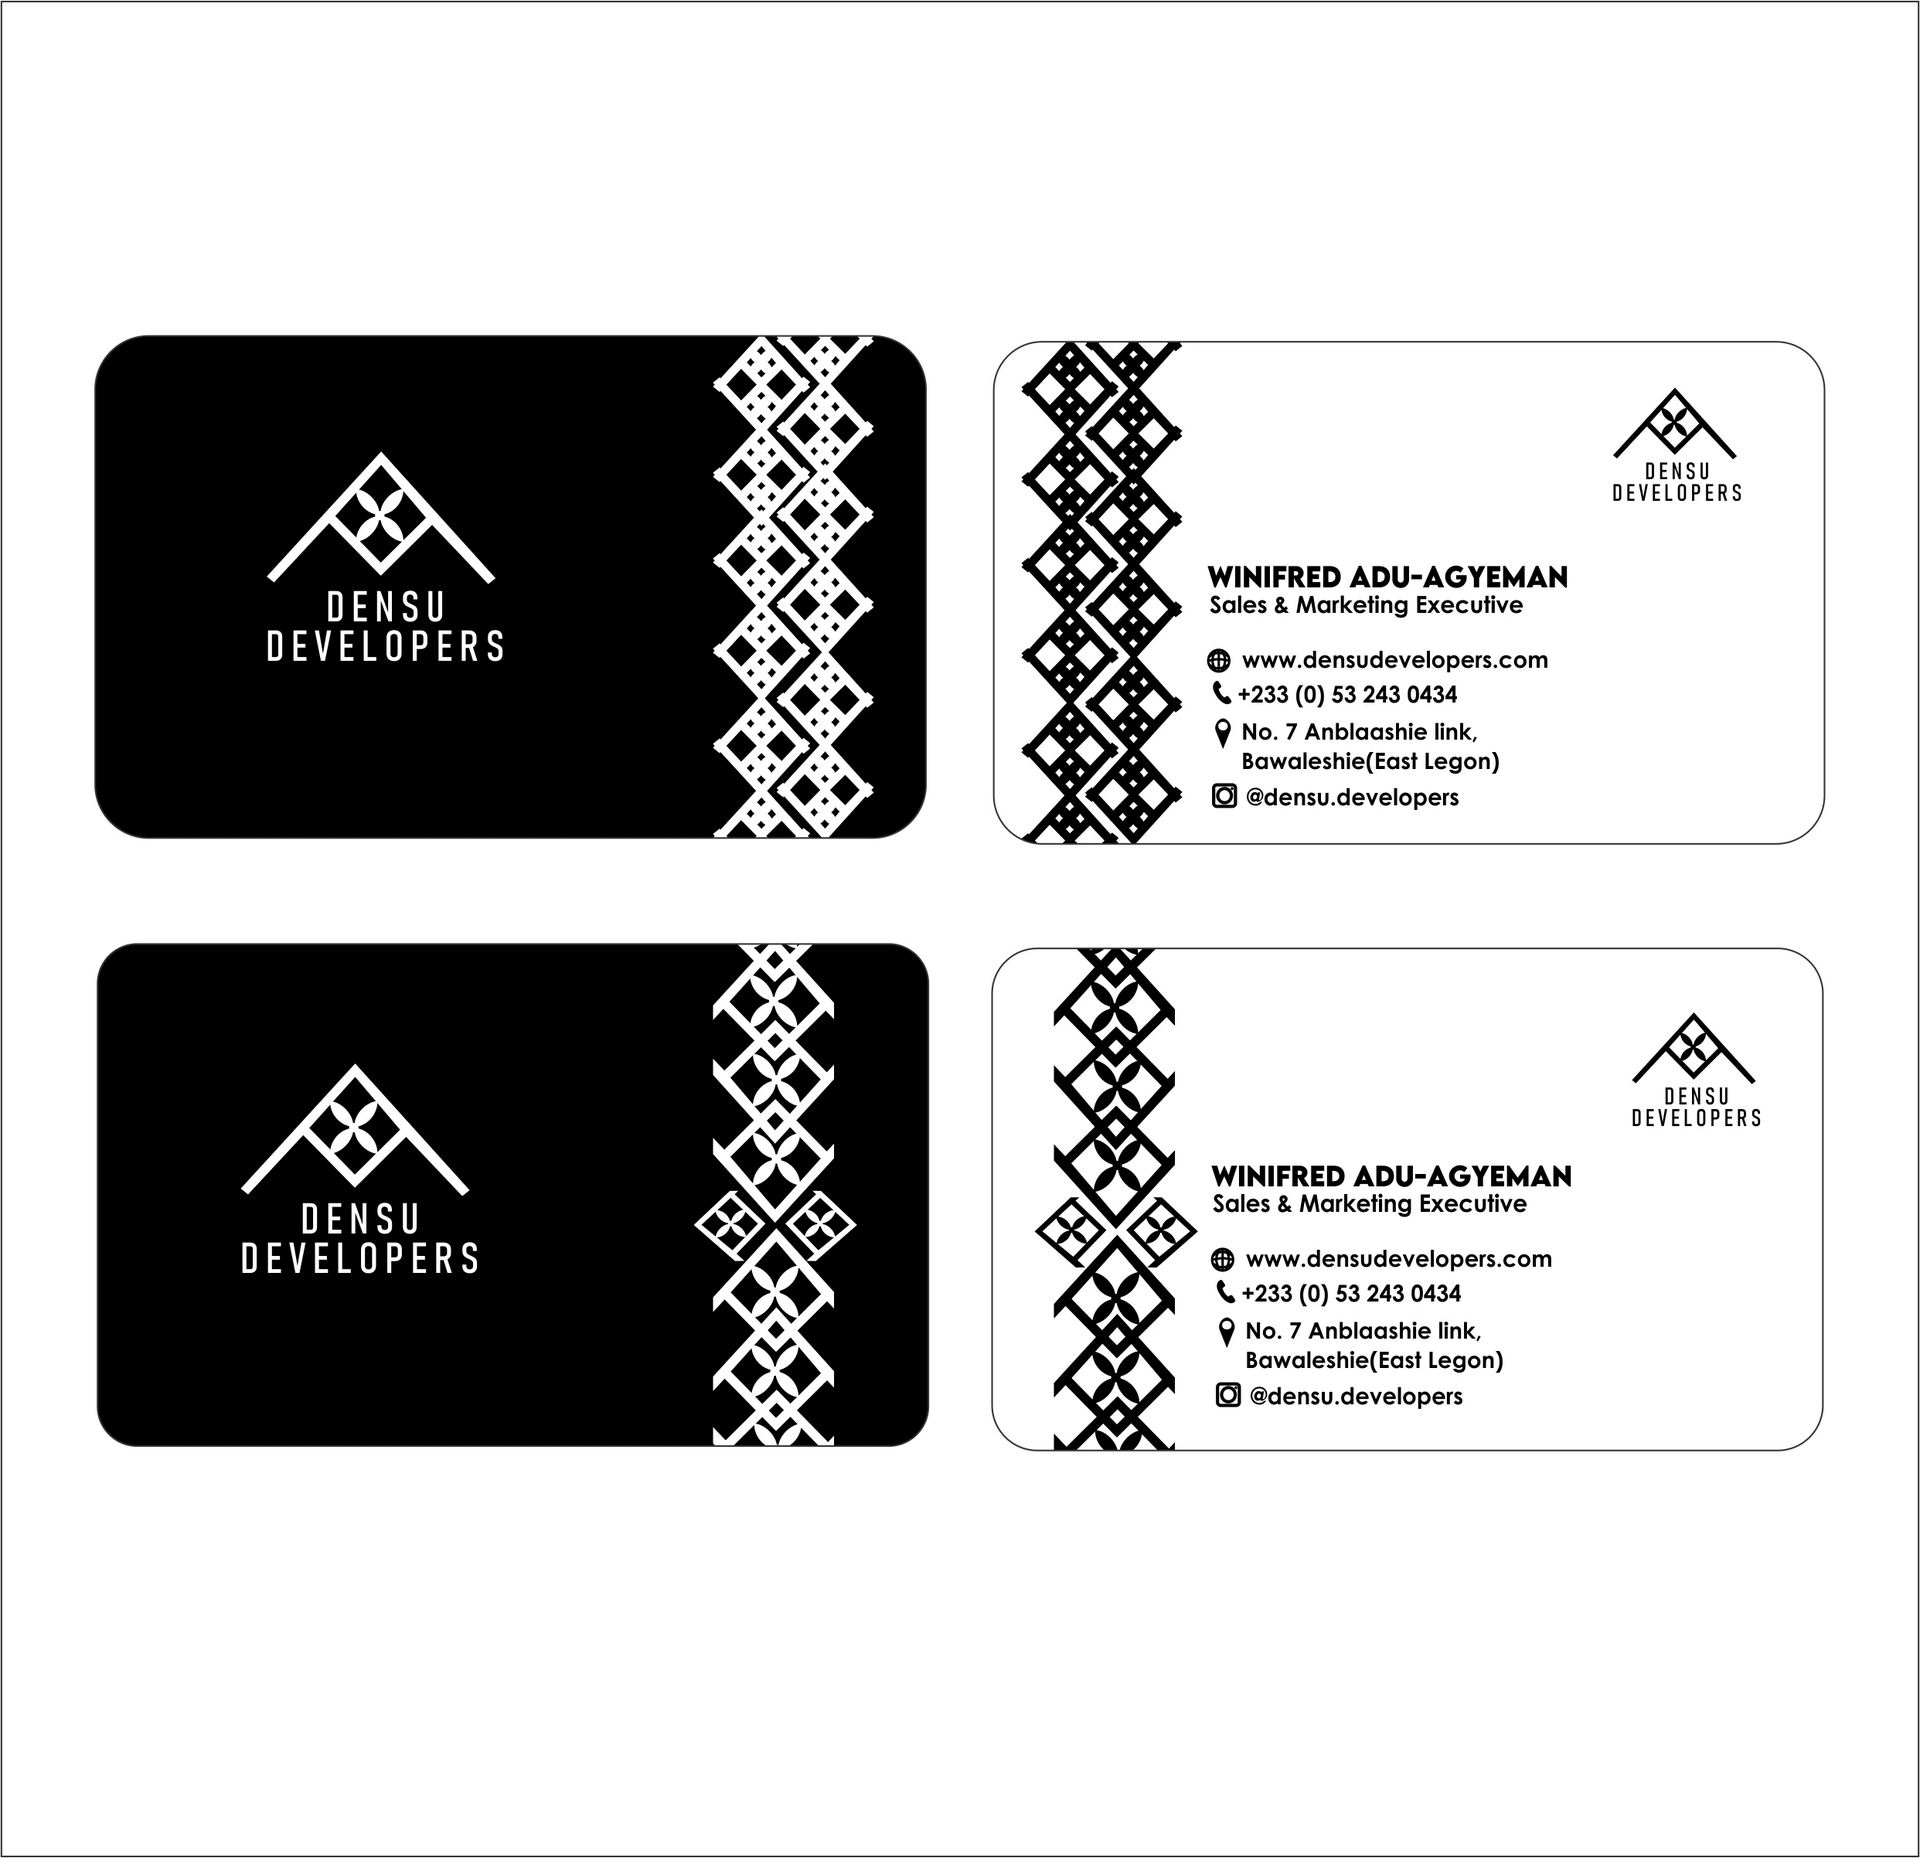 DENSU
DEVELOPERS
DENSU
DEVELOPERS
WINIFRED ADU-AGYEMAN
Sales & Marketing Executive
www.densudevelopers.com
+233 (0) 53 243 0434
No. 7 Anblaashie link,
Bawaleshie(East Legon)
@densu.developers
DENSU
DEVELOPERS
DENSU
DEVELOPERS
WINIFRED ADU-AGYEMAN
Sales & Marketing Executive
www.densudevelopers.com
+233 (0) 53 243 0434
No. 7 Anblaashie link,
Bawaleshie(East Legon)
@densu.developers